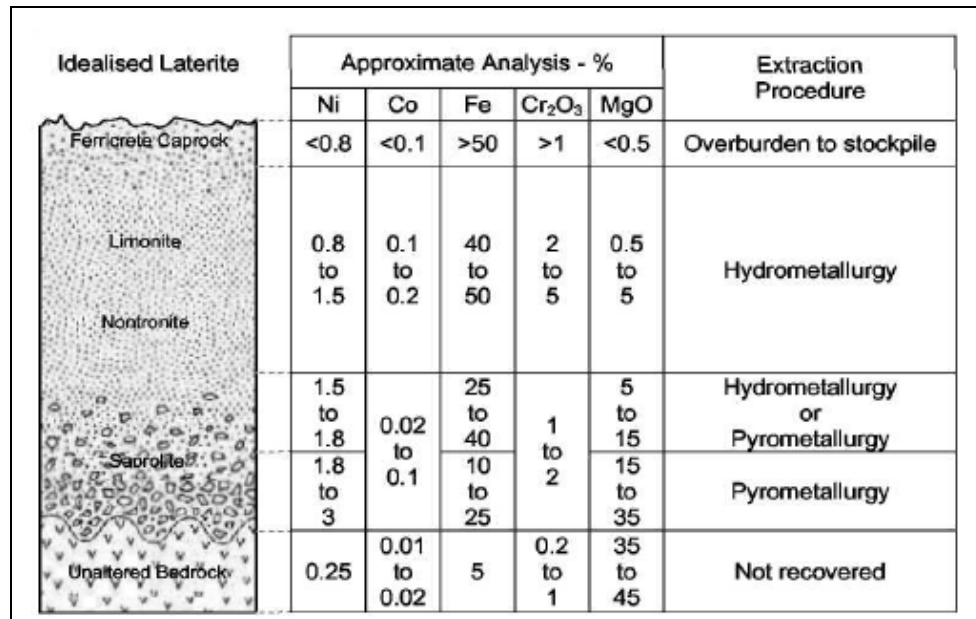 Idealised Laterite
Approximate Analysis - %
Extraction
Procedure
Ni Co Fe Cr₂O₃ MgO
Ferricrete Caprock <0.8 <0.1 >50 >1 <0.5 Overburden to stockpile
Limonite
Nontronite
0.8 0.1 40 2 0.5
to to to to to
1.5 0.2 50 5 5
Hydrometallurgy
Saprolite
1.5 25 5
to to to
1.8 40 15
Hydrometallurgy
or
Pyrometallurgy
0.02
to
0.1
1
to
2
1.8 10 15
to to to
3 25 35
Pyrometallurgy
Unaltered Bedrock
0.25
0.01
to
0.02
5
0.2
to
1
35
to
45
Not recovered